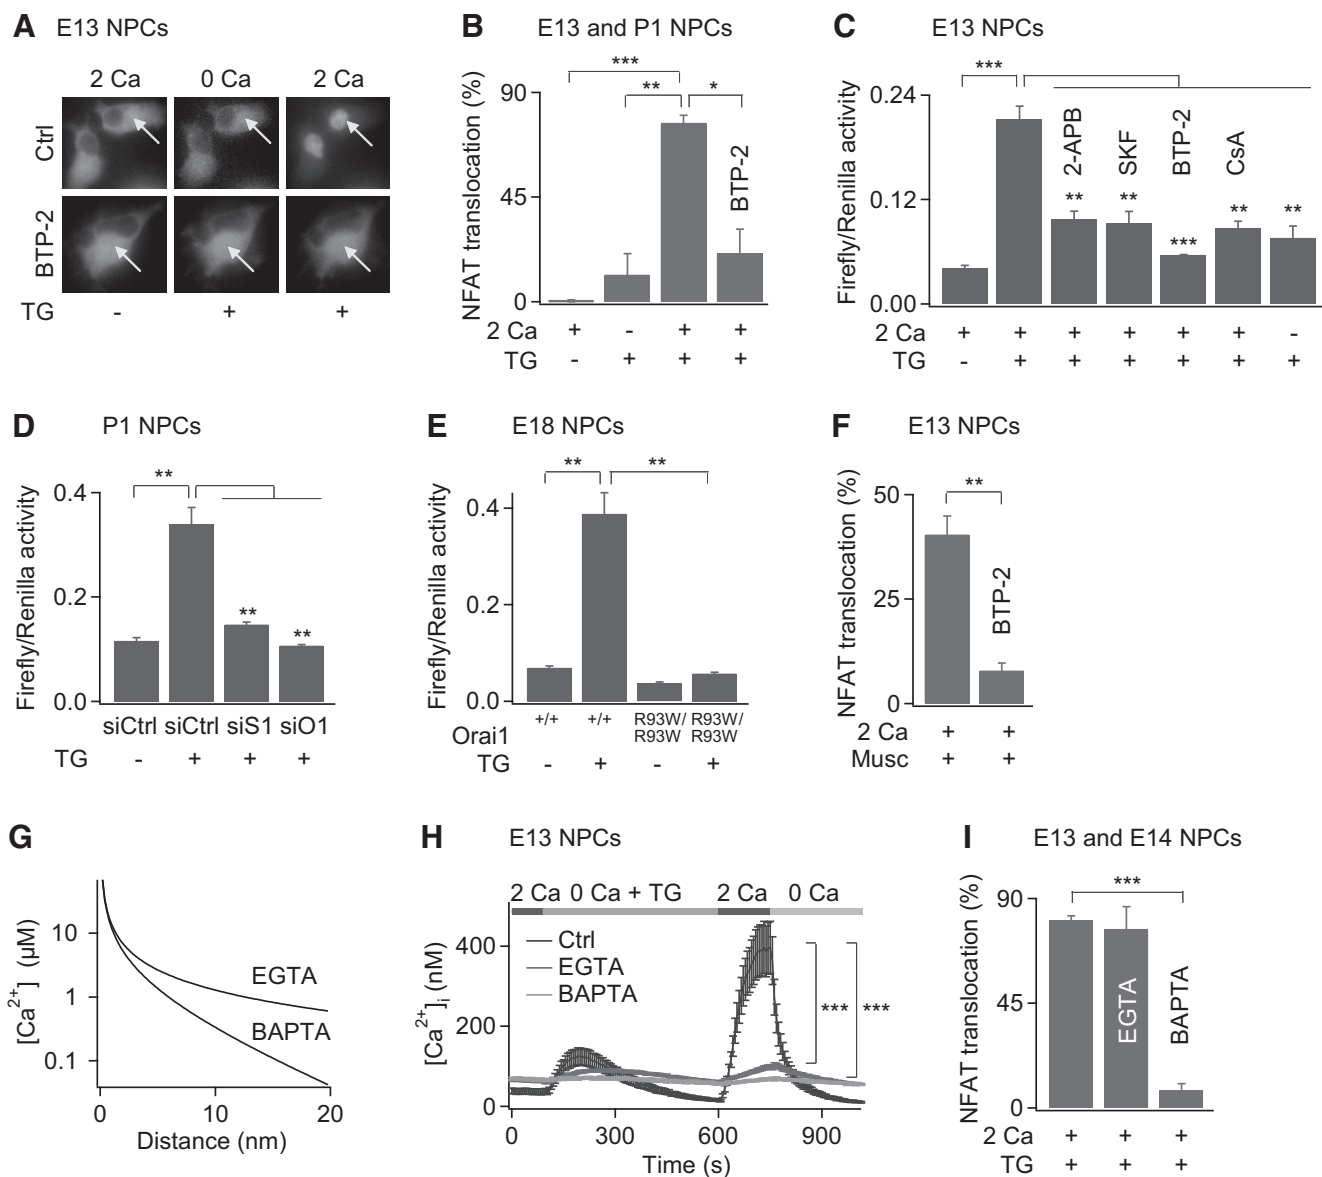 A E13 NPCs
2 Ca 0 Ca 2 Ca
Ctrl
BTP-2
TG - + +
B E13 and P1 NPCs
NFAT translocation (%)
***
** *
90
45
0
BTP-2
2 Ca + - + +
TG - + + +
C E13 NPCs
Firefly/Renilla activity
***
0.24
0.12
0.00
2-APB SKF BTP-2 CsA
** ** *** ** **
2 Ca + + + + + + -
TG - + + + + + +
D P1 NPCs
Firefly/Renilla activity
**
0.4
0.2
0.0
** **
siCtrl siCtrl siS1 siO1
TG - + + +
E E18 NPCs
Firefly/Renilla activity
** **
0.4
0.2
0.0
+/+ +/+ R93W/ R93W/
R93W R93W
Orai1
TG - + - +
F E13 NPCs
NFAT translocation (%)
**
50
25
0
BTP-2
2 Ca + +
Musc + +
G
[Ca2+] (µM)
10
1
0.1
EGTA
BAPTA
0 10 20
Distance (nm)
H E13 NPCs
2 Ca 0 Ca + TG 2 Ca 0 Ca
[Ca2+]i (nM)
400
200
0
Ctrl
EGTA
BAPTA
*** ***
0 300 600 900
Time (s)
I E13 and E14 NPCs
NFAT translocation (%)
***
90
45
0
EGTA
BAPTA
2 Ca + + +
TG + + +